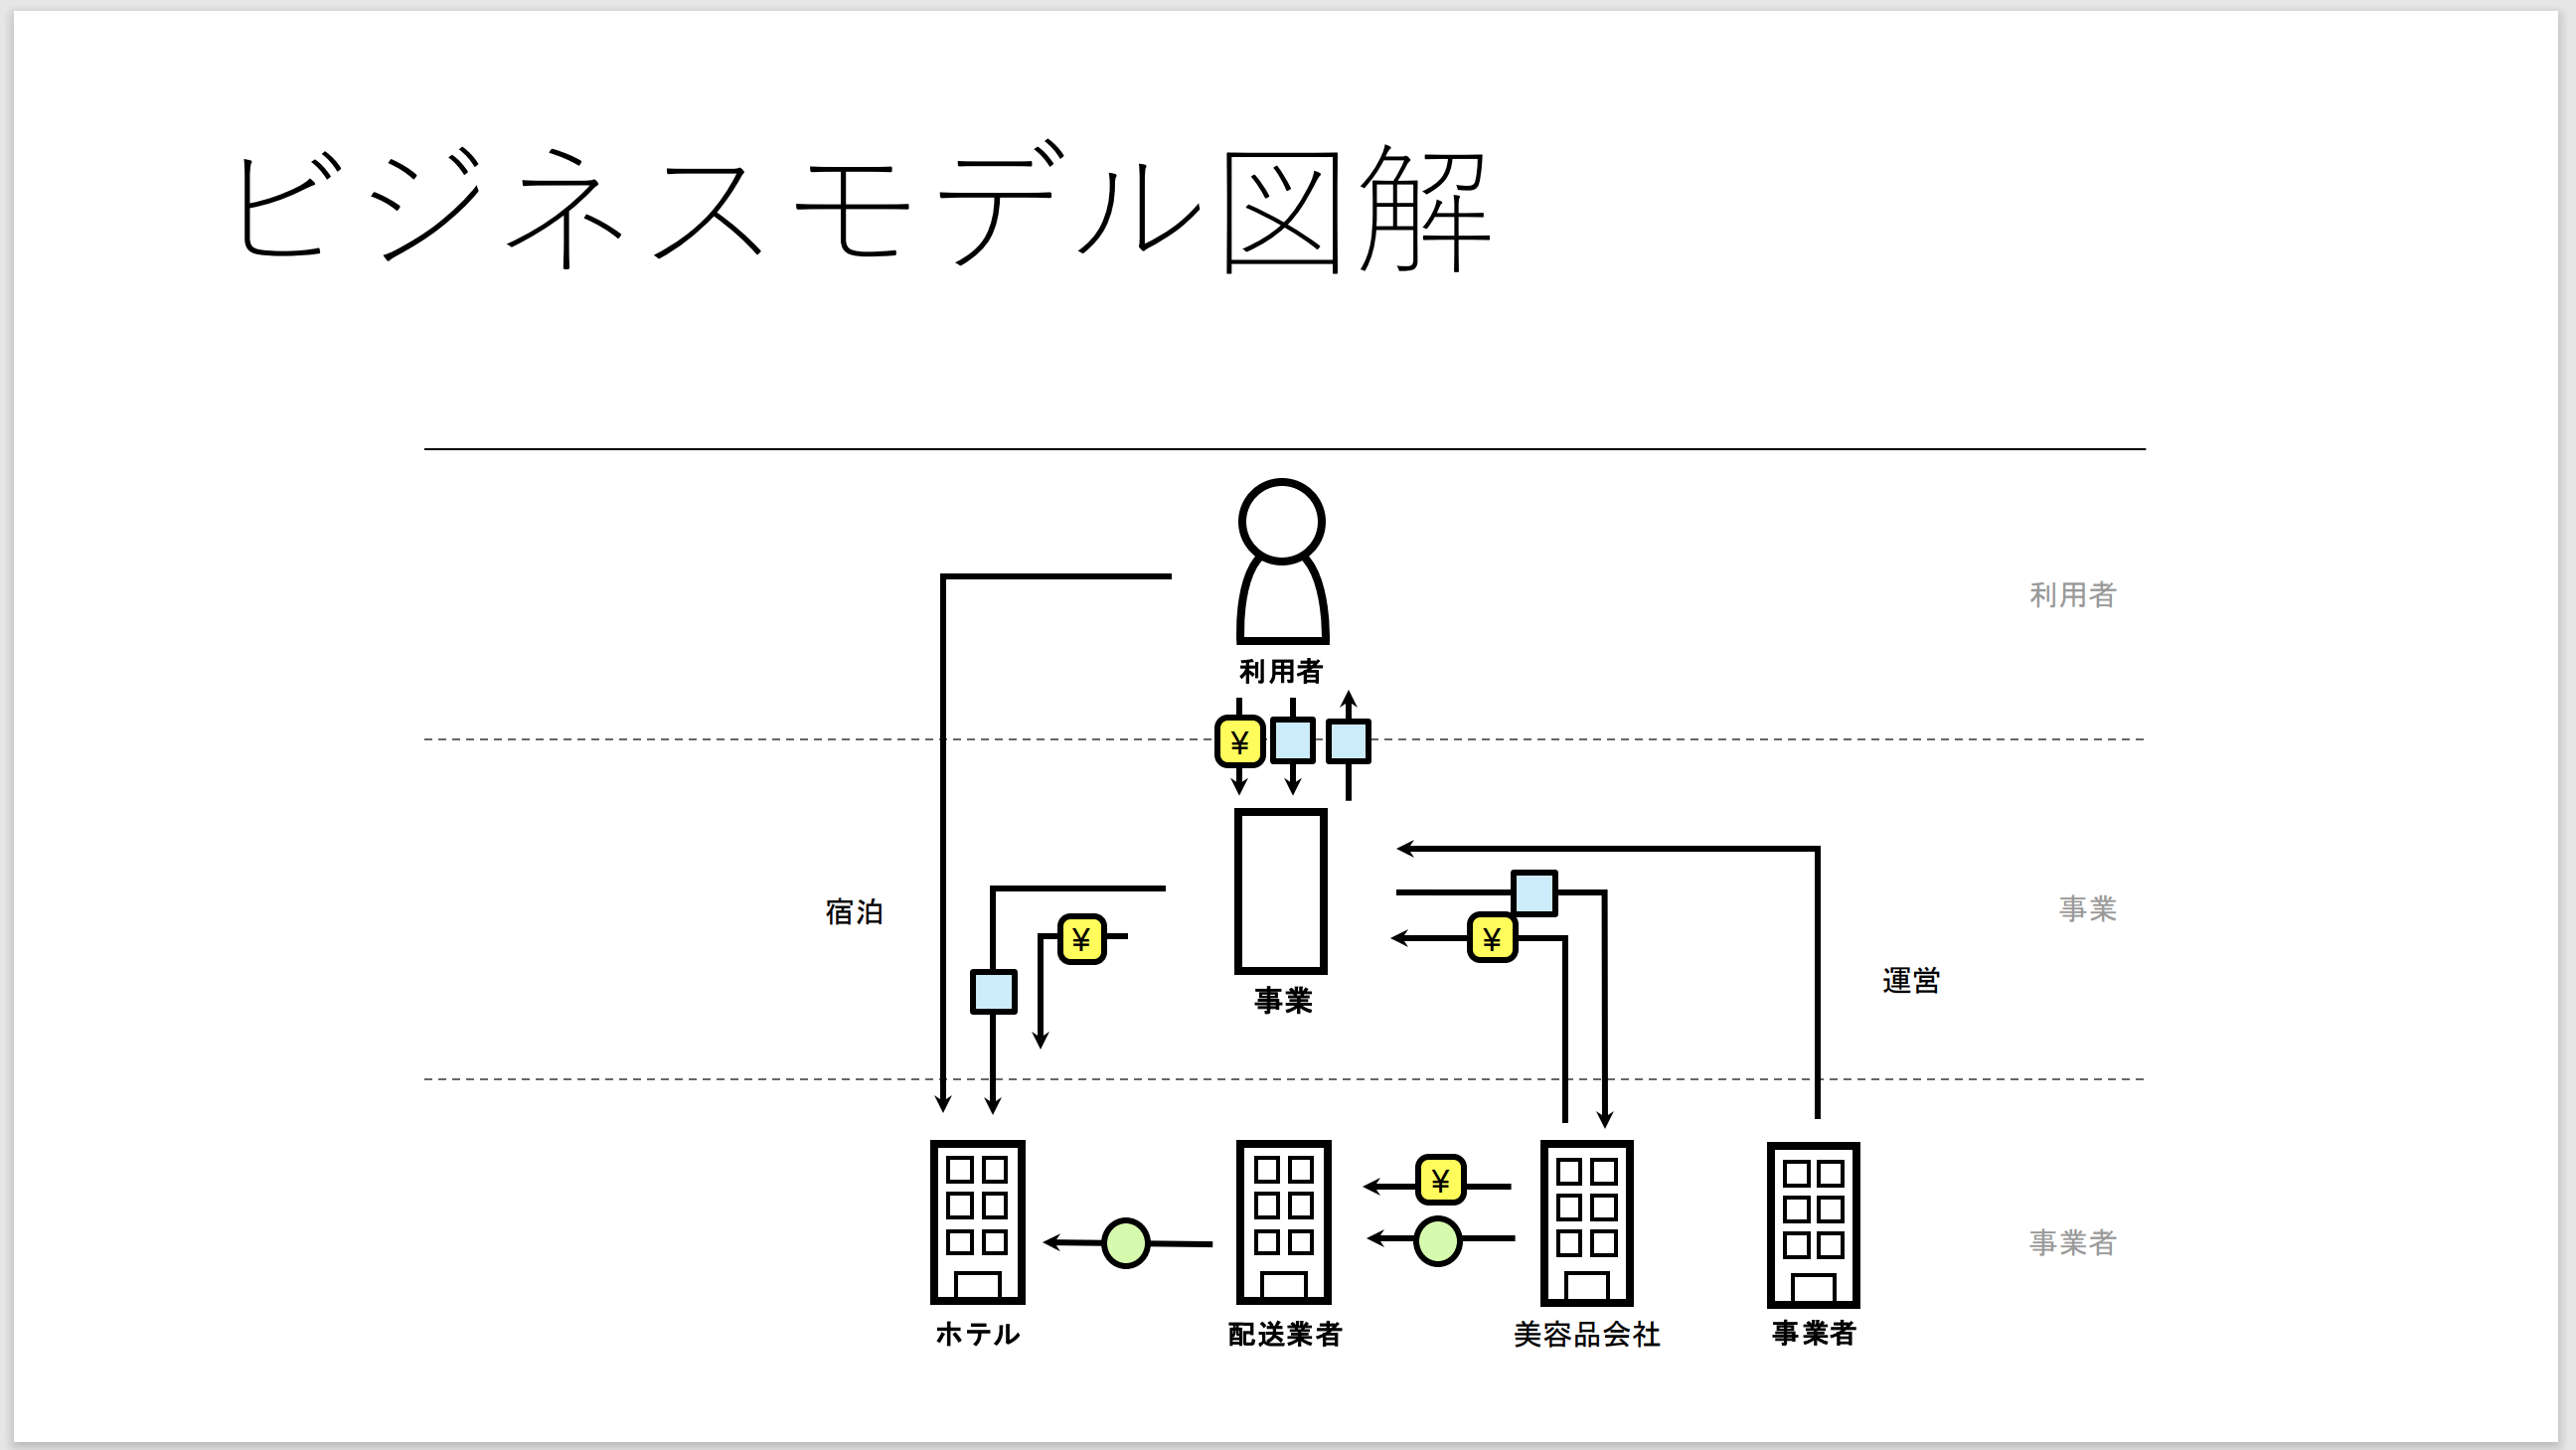 ビジネスモデル図解
利用者
利用者
¥
宿泊
¥
事業
¥
運営
事業
¥
事業者
ホテル
配送業者
美容品会社
事業者